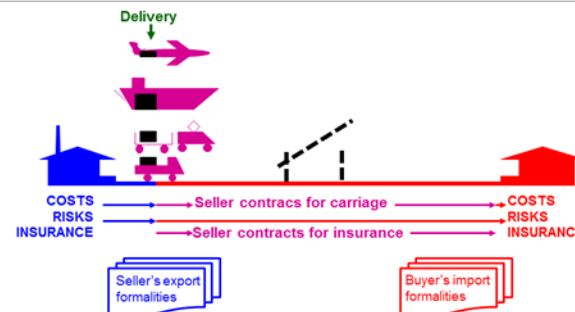 Delivery
COSTS Seller contracs for carriage COSTS
RISKS RISKS
INSURANCE Seller contracts for insurance INSURANC
Seller's export
formalities
Buyer's import
formalities